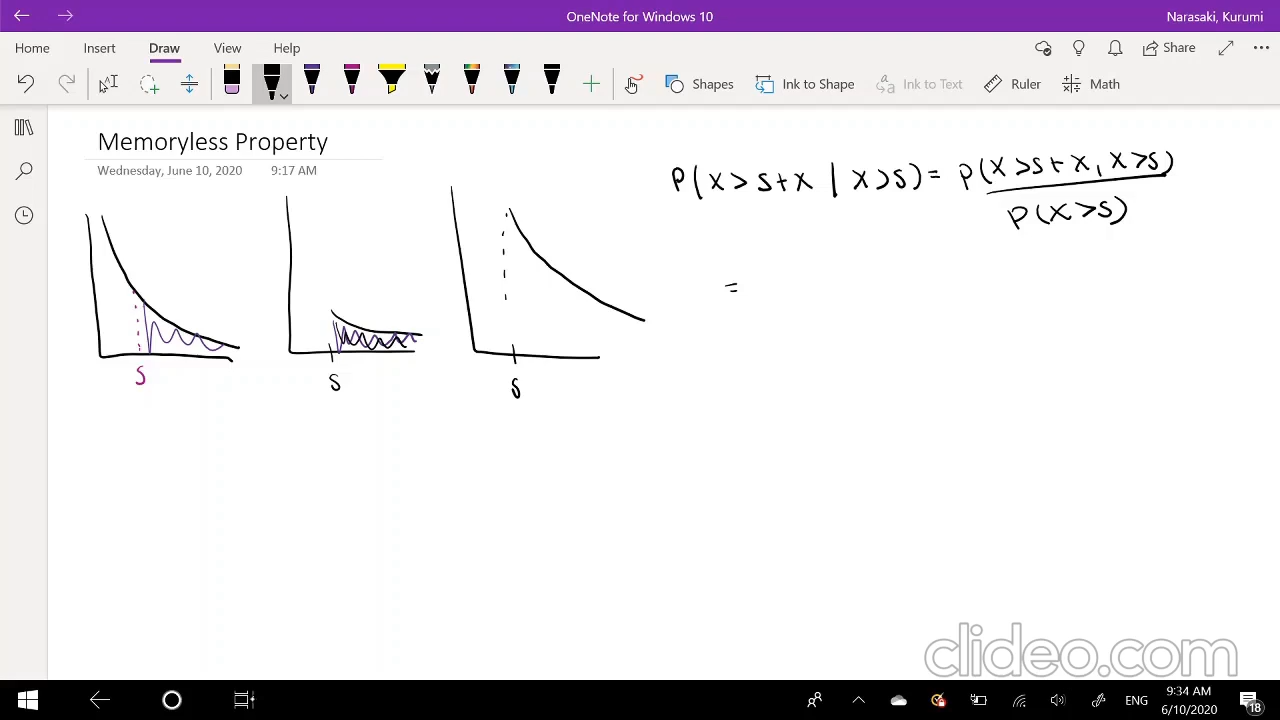 OneNote for Windows 10
Narasaki, Kurumi
Home Insert Draw View Help
Share
Shapes Ink to Shape Ink to Text Ruler Math
Memoryless Property
Wednesday, June 10, 2020 9:17 AM
P(X > S+X | X>S) = P(X>S+X, X>S)
P(X>S)
=
S
S
S
clideo.com
ENG
9:34 AM
6/10/2020
18